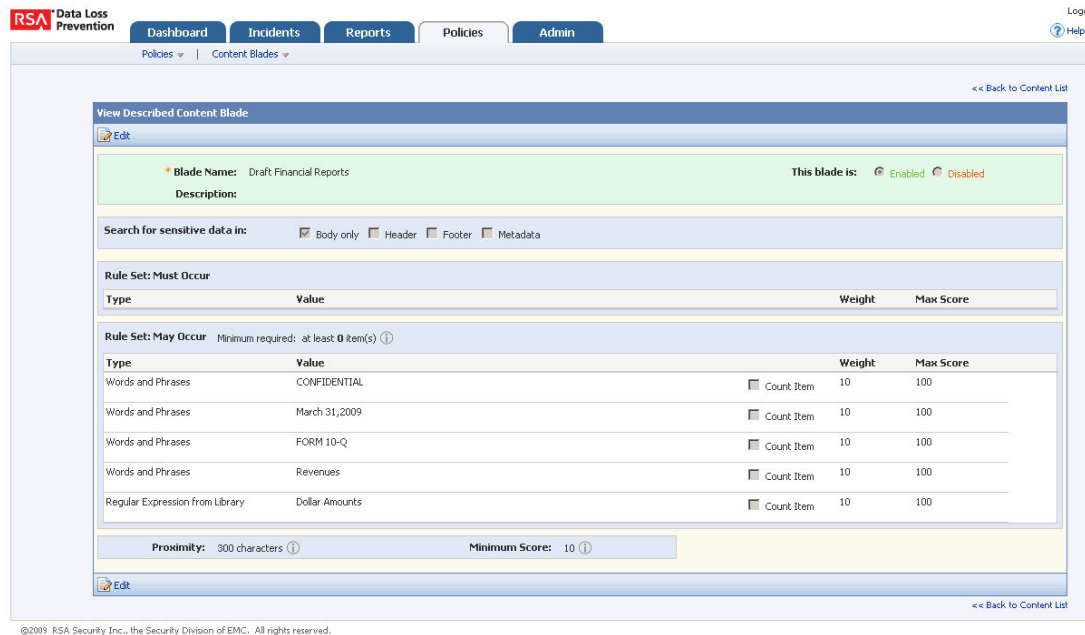 RSA Data Loss Prevention
Dashboard Incidents Reports Policies Admin
Help
Policies | Content Blades
<< Back to Content List
View Described Content Blade
Edit
* Blade Name: Draft Financial Reports This blade is: Enabled Disabled
Description:
Search for sensitive data in: Body only Header Footer Metadata
Rule Set: Must Occur
Type Value Weight Max Score
Rule Set: May Occur Minimum required: at least 0 item(s)
Type Value Weight Max Score
Words and Phrases CONFIDENTIAL Count Item 10 100
Words and Phrases March 31,2009 Count Item 10 100
Words and Phrases FORM 10-Q Count Item 10 100
Words and Phrases Revenues Count Item 10 100
Regular Expression from Library Dollar Amounts Count Item 10 100
Proximity: 300 characters Minimum Score: 10
Edit
<< Back to Content List
©2009 RSA Security Inc., the Security Division of EMC. All rights reserved.